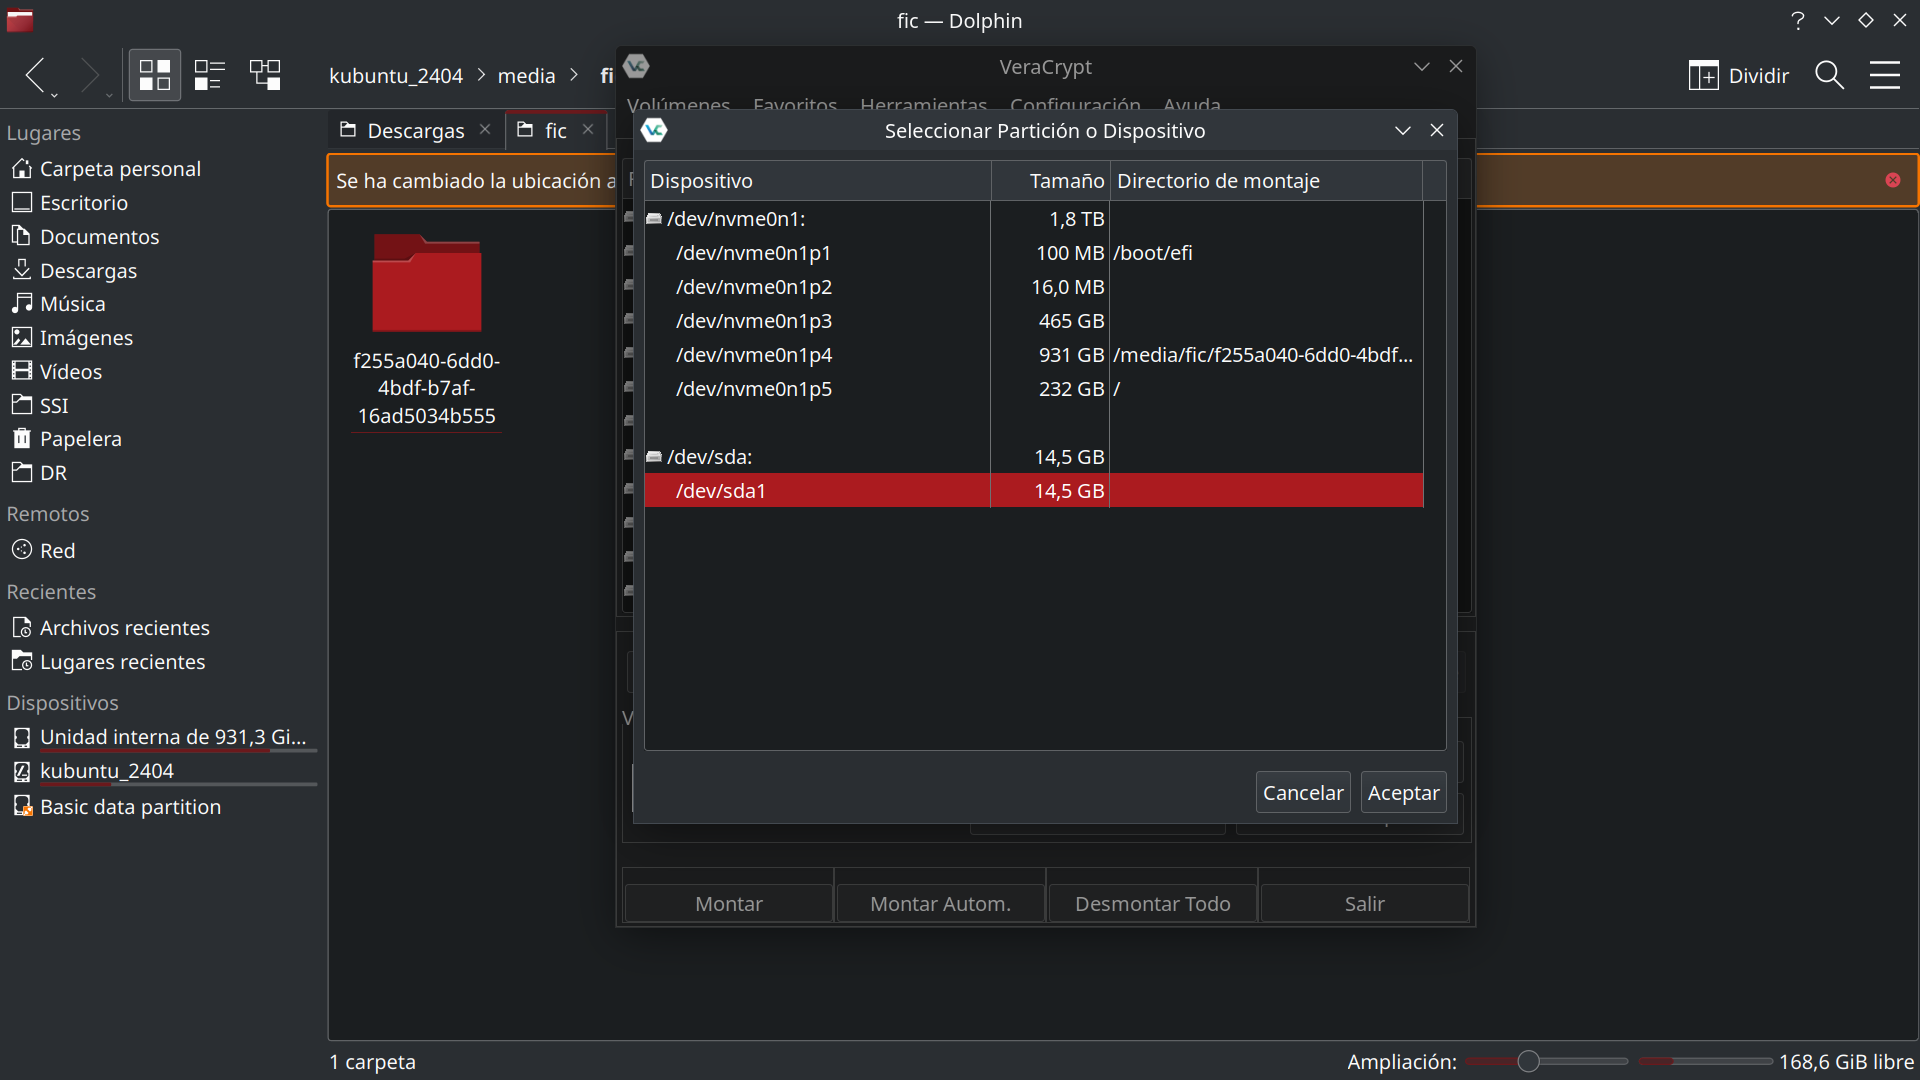 fic — Dolphin
kubuntu_2404 media
Dividir
Lugares
Carpeta personal
Escritorio
Documentos
Descargas
Música
Imágenes
Vídeos
SSI
Papelera
DR
Remotos
Red
Recientes
Archivos recientes
Lugares recientes
Dispositivos
Unidad interna de 931,3 Gi...
kubuntu_2404
Basic data partition
Descargas fic
Se ha cambiado la ubicación a
f255a040-6dd0-
4bdf-b7af-
16ad5034b555
VeraCrypt
Volúmenes Favoritos Herramientas Configuración Ayuda
Seleccionar Partición o Dispositivo
Dispositivo Tamaño Directorio de montaje
/dev/nvme0n1: 1,8 TB
/dev/nvme0n1p1 100 MB /boot/efi
/dev/nvme0n1p2 16,0 MB
/dev/nvme0n1p3 465 GB
/dev/nvme0n1p4 931 GB /media/fic/f255a040-6dd0-4bdf...
/dev/nvme0n1p5 232 GB /
/dev/sda: 14,5 GB
/dev/sda1 14,5 GB
Cancelar Aceptar
Montar Montar Autom. Desmontar Todo Salir
1 carpeta
Ampliación: 168,6 GiB libre